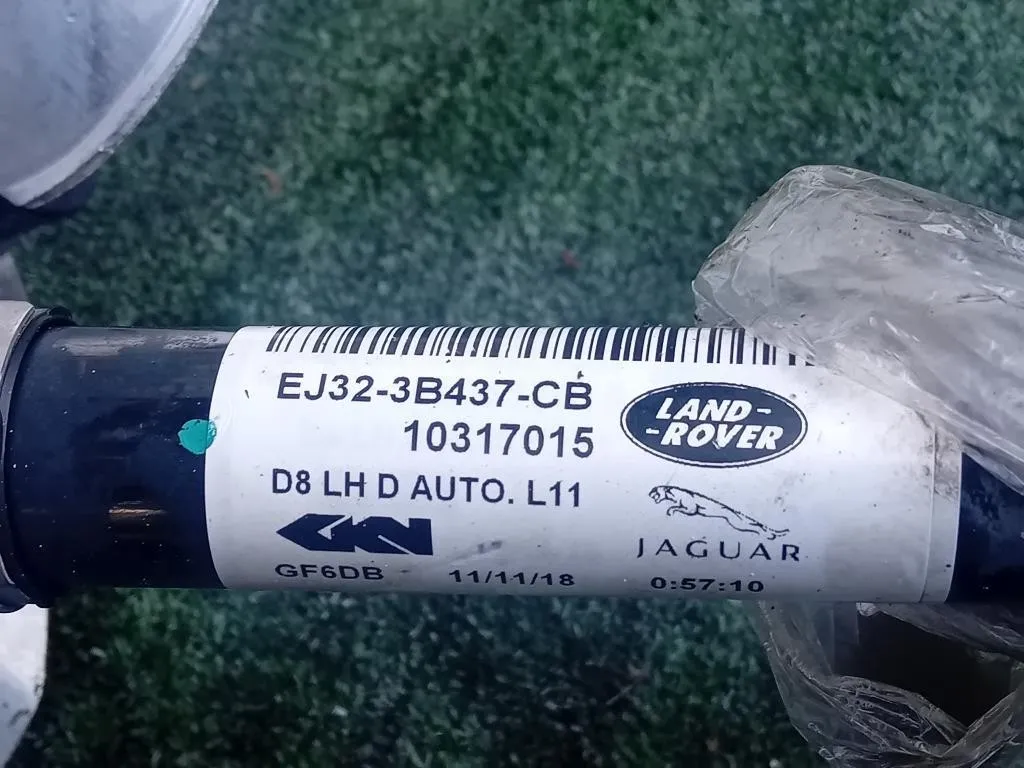 EJ32-3B437-CB
10317015
LAND-
-ROVER
D8 LH D AUTO. L11
GKN
JAGUAR
GF6DB 11/11/18 0:57:10